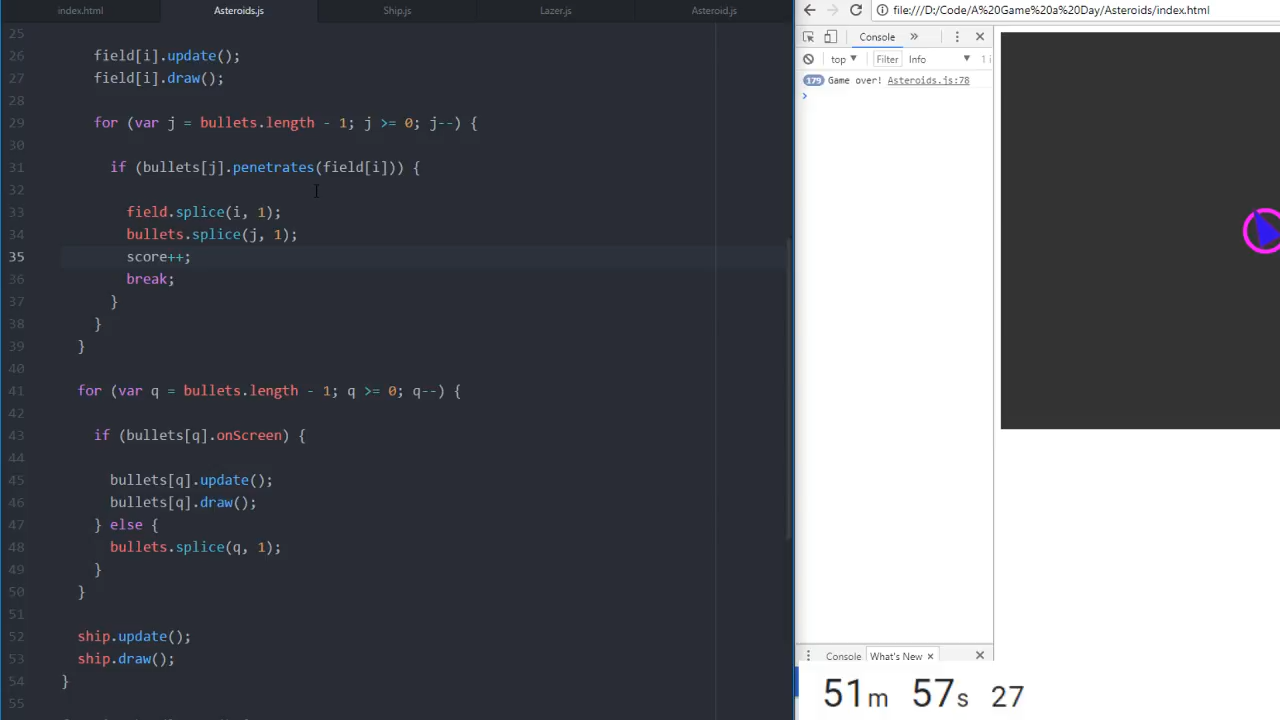 index.html Asteroids.js Ship.js Lazer.js Asteroid.js
25
26 field[i].update();
27 field[i].draw();
28
29 for (var j = bullets.length - 1; j >= 0; j--) {
30
31 if (bullets[j].penetrates(field[i])) {
32
33 field.splice(i, 1);
34 bullets.splice(j, 1);
35 score++;
36 break;
37 }
38 }
39 }
40
41 for (var q = bullets.length - 1; q >= 0; q--) {
42
43 if (bullets[q].onScreen) {
44
45 bullets[q].update();
46 bullets[q].draw();
47 } else {
48 bullets.splice(q, 1);
49 }
50 }
51
52 ship.update();
53 ship.draw();
54 }
55
file:///D:/Code/A%20Game%20a%20Day/Asteroids/index.html
Console »
top Filter Info 1
179 Game over! Asteroids.js:78
Console What's New
51m 57s 27